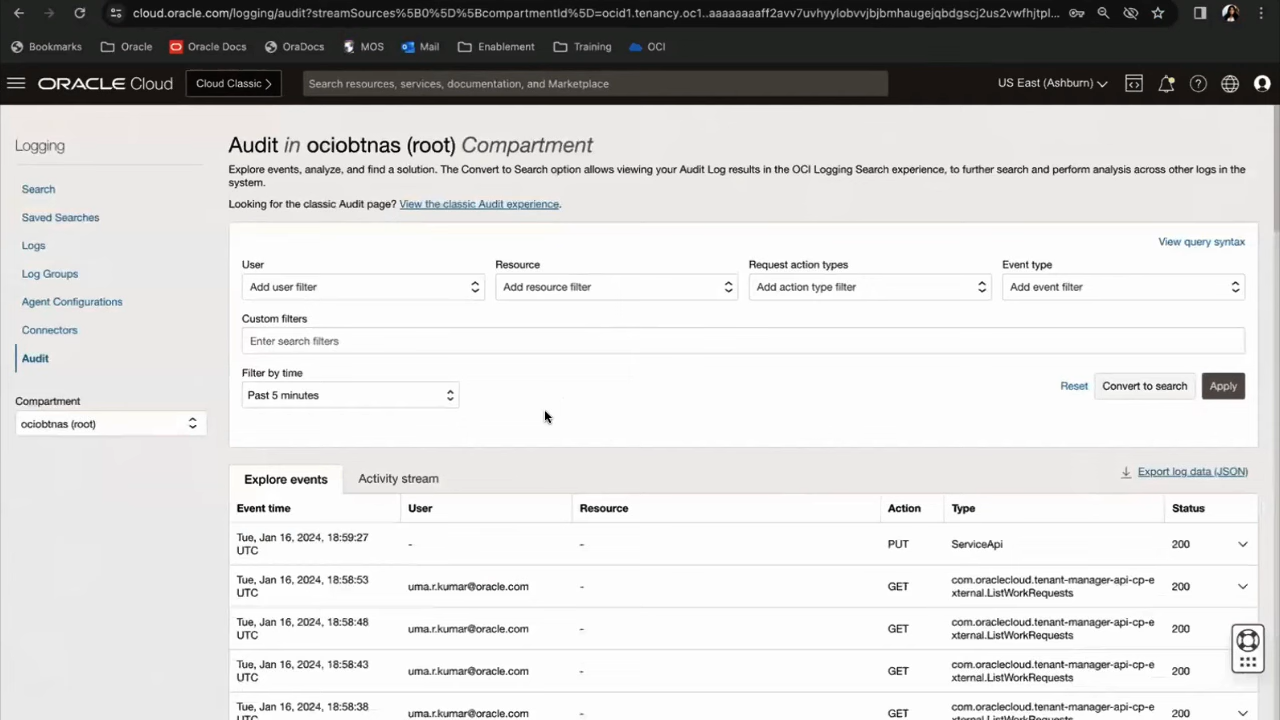 cloud.oracle.com/logging/audit?streamSources%5B0%5D=%5BcompartmentId%5D=ocid1.tenancy.oc1..
Bookmarks Oracle Oracle Docs OraDocs MOS Mail Enablement Training OCI
ORACLE Cloud Cloud Classic > Search resources, services, documentation, and Marketplace US East (Ashburn)
Logging
Search
Saved Searches
Logs
Log Groups
Agent Configurations
Connectors
Audit
Compartment
ociobtnas (root)
Audit in ociobtnas (root) Compartment
Explore events, analyze, and find a solution. The Convert to Search option allows viewing your Audit Log results in the OCI Logging Search experience, to further search and perform analysis across other logs in the
system.
Looking for the classic Audit page? View the classic Audit experience.
View query syntax
User Resource Request action types Event type
Add user filter Add resource filter Add action type filter Add event filter
Custom filters
Enter search filters
Filter by time
Past 5 minutes
Reset Convert to search Apply
Explore events Activity stream Export log data (JSON)
Event time User Resource Action Type Status
Tue, Jan 16, 2024, 18:59:27
UTC
- - PUT ServiceApi 200
Tue, Jan 16, 2024, 18:58:53
UTC
uma.r.kumar@oracle.com - GET
com.oraclecloud.tenant-manager-api-cp-e
xternal.ListWorkRequests
200
Tue, Jan 16, 2024, 18:58:48
UTC
uma.r.kumar@oracle.com - GET
com.oraclecloud.tenant-manager-api-cp-e
xternal.ListWorkRequests
200
Tue, Jan 16, 2024, 18:58:43
UTC
uma.r.kumar@oracle.com - GET
com.oraclecloud.tenant-manager-api-cp-e
xternal.ListWorkRequests
200
Tue, Jan 16, 2024, 18:58:38
UTC
uma.r.kumar@oracle.com - GET
com.oraclecloud.tenant-manager-api-cp-e
xternal.ListWorkRequests
200